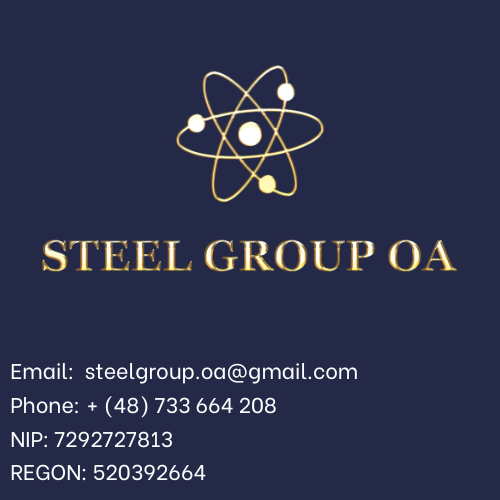 STEEL GROUP OA
Email: steelgroup.oa@gmail.com
Phone: + (48) 733 664 208
NIP: 7292727813
REGON: 520392664